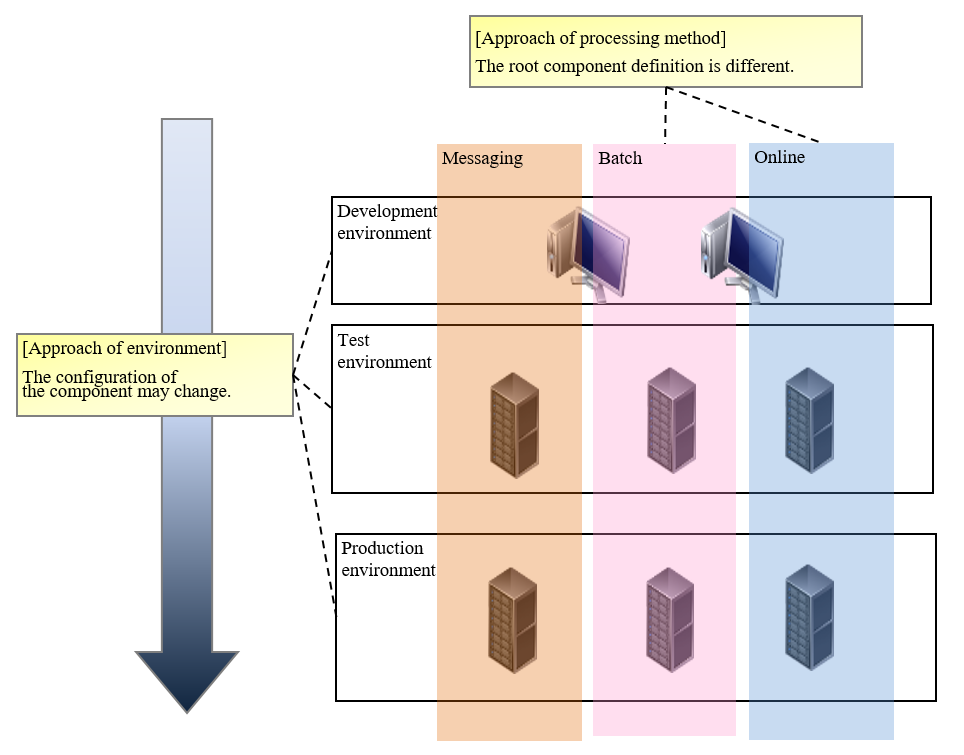 [Approach of processing method]
The root component definition is different.
Messaging
Batch
Online
Development
environment
[Approach of environment]
The configuration of
the component may change.
Test
environment
Production
environment